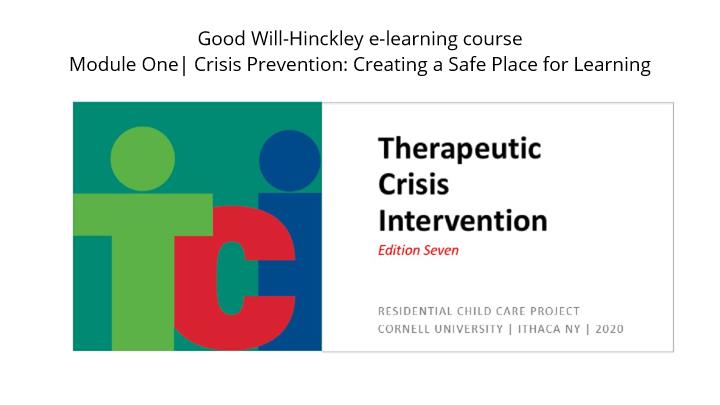 Good Will-Hinckley e-learning course
Module One| Crisis Prevention: Creating a Safe Place for Learning
TCI
Therapeutic
Crisis
Intervention
Edition Seven
RESIDENTIAL CHILD CARE PROJECT
CORNELL UNIVERSITY | ITHACA NY | 2020